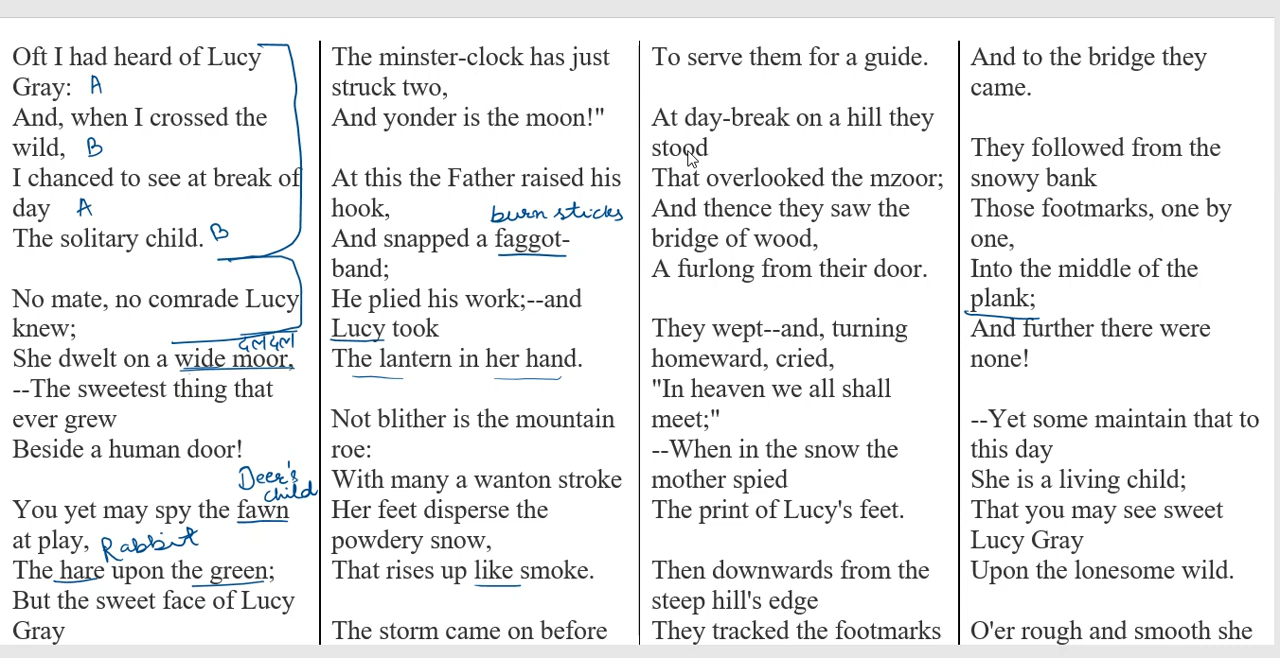 Oft I had heard of Lucy
Gray: A
And, when I crossed the
wild, B
I chanced to see at break of
day A
The solitary child. B
No mate, no comrade Lucy
knew;
दलदल
She dwelt on a wide moor,
--The sweetest thing that
ever grew
Beside a human door!
Deer's
child
You yet may spy the fawn
at play, Rabbit
The hare upon the green;
But the sweet face of Lucy
Gray
The minster-clock has just
struck two,
And yonder is the moon!"
At this the Father raised his
hook,
burn sticks
And snapped a faggot-
band;
He plied his work;--and
Lucy took
The lantern in her hand.
Not blither is the mountain
roe:
With many a wanton stroke
Her feet disperse the
powdery snow,
That rises up like smoke.
The storm came on before
To serve them for a guide.
At day-break on a hill they
stood
That overlooked the mzoor;
And thence they saw the
bridge of wood,
A furlong from their door.
They wept--and, turning
homeward, cried,
"In heaven we all shall
meet;"
--When in the snow the
mother spied
The print of Lucy's feet.
Then downwards from the
steep hill's edge
They tracked the footmarks
And to the bridge they
came.
They followed from the
snowy bank
Those footmarks, one by
one,
Into the middle of the
plank;
And further there were
none!
--Yet some maintain that to
this day
She is a living child;
That you may see sweet
Lucy Gray
Upon the lonesome wild.
O'er rough and smooth she